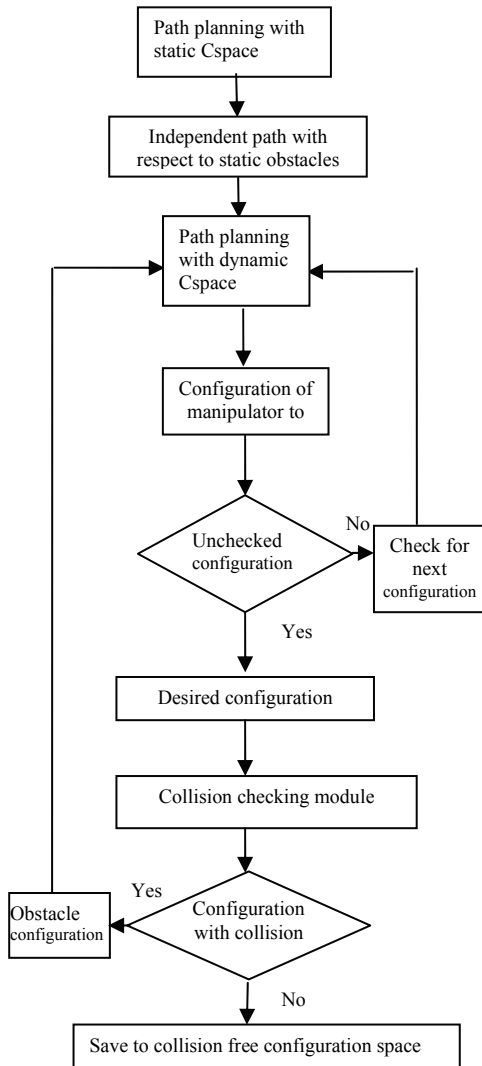 Path planning with
static Cspace
Independent path with
respect to static obstacles
Path planning
with dynamic
Cspace
Configuration of
manipulator to
Unchecked
configuration
No
Check for
next
configuration
Yes
Desired configuration
Collision checking module
Yes
Obstacle
configuration
Configuration
with collision
No
Save to collision free configuration space